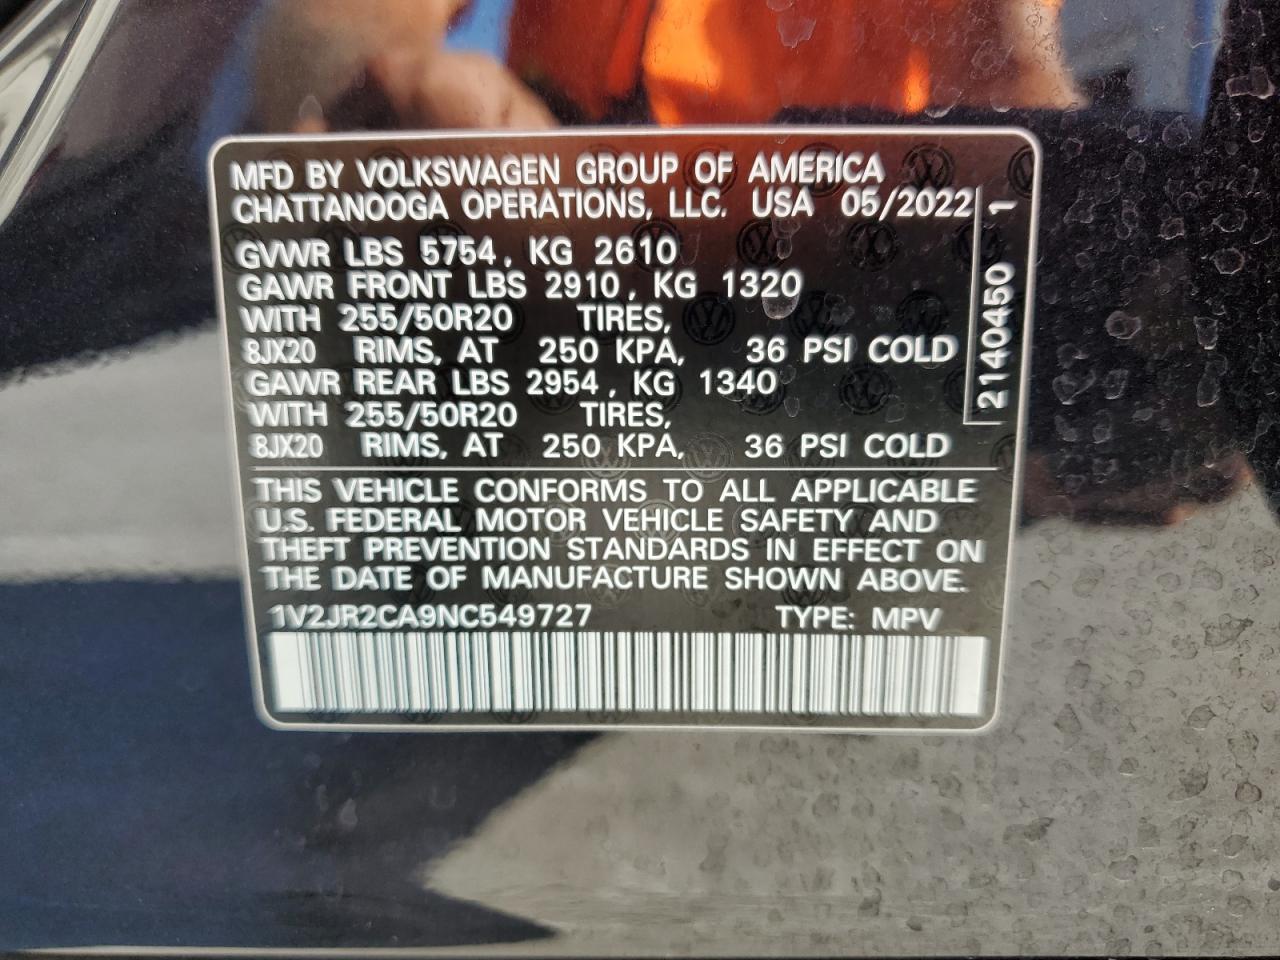 MFD BY VOLKSWAGEN GROUP OF AMERICA
CHATTANOOGA OPERATIONS, LLC. USA 05/2022
GVWR LBS 5754, KG 2610
GAWR FRONT LBS 2910, KG 1320
WITH 255/50R20 TIRES,
8JX20 RIMS, AT 250 KPA, 36 PSI COLD
GAWR REAR LBS 2954, KG 1340
WITH 255/50R20 TIRES,
8JX20 RIMS, AT 250 KPA, 36 PSI COLD
2140450 1
THIS VEHICLE CONFORMS TO ALL APPLICABLE
U.S. FEDERAL MOTOR VEHICLE SAFETY AND
THEFT PREVENTION STANDARDS IN EFFECT ON
THE DATE OF MANUFACTURE SHOWN ABOVE.
1V2JR2CA9NC549727 TYPE: MPV